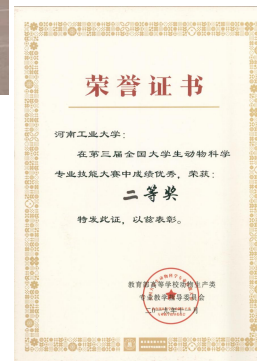 荣誉证书
河南工业大学：
在第三届全国大学生动物科学
专业技能大赛中成绩优秀，荣获：
二等奖
特发此证，以兹表彰。
教育部高等学校动物生产类
专业教学指导委员会